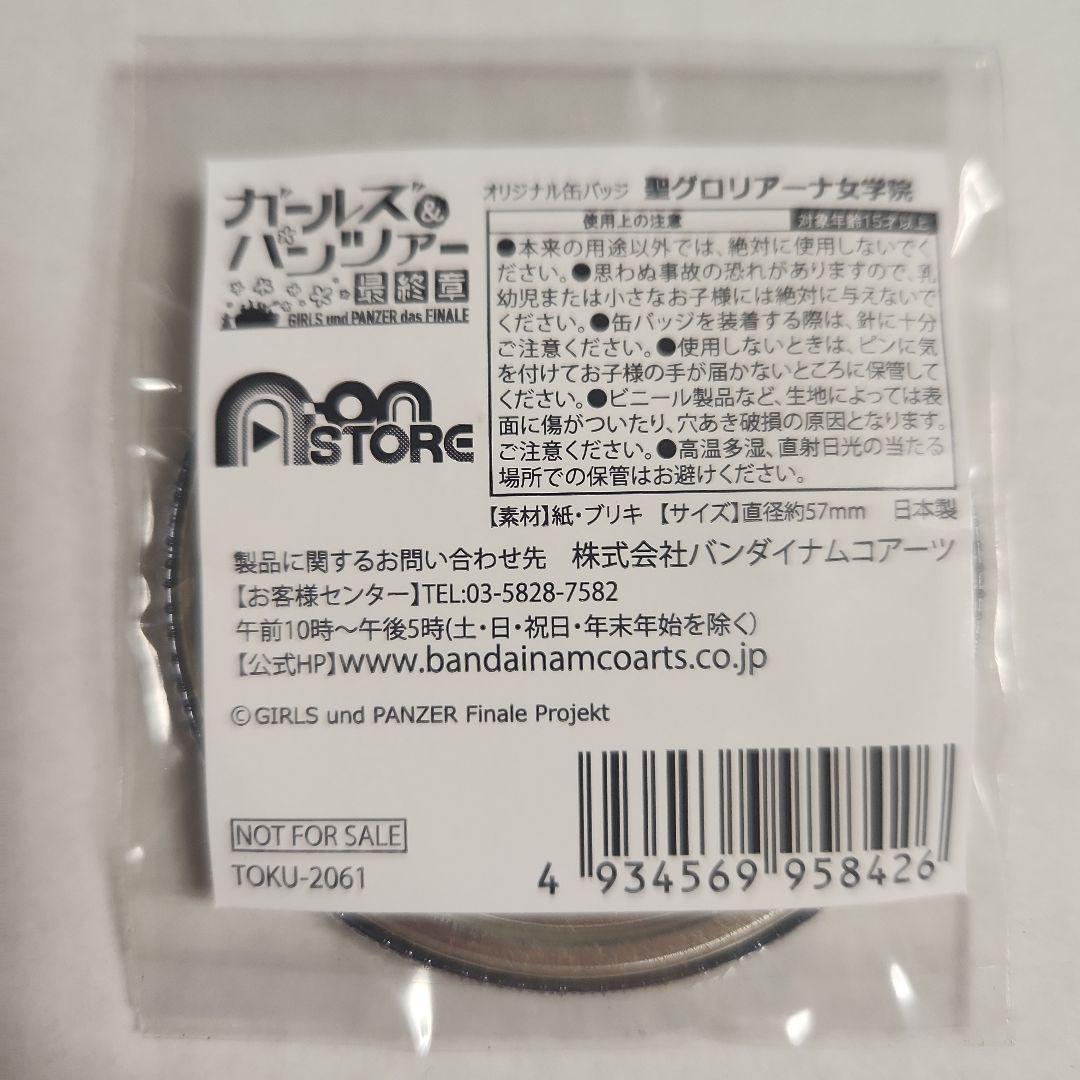 ガールズ&
パンツァー
最終章
GIRLS und PANZER das FINALE
A-on
STORE
オリジナル缶バッジ 聖グロリアーナ女学院
使用上の注意 対象年齢15才以上
●本来の用途以外では、絶対に使用しないでく
ださい。●思わぬ事故の恐れがありますので、乳
幼児または小さなお子様には絶対に与えないで
ください。●缶バッジを装着する際は、針に十分
ご注意ください。●使用しないときは、ピンに気
を付けてお子様の手が届かないところに保管して
ください。●ビニール製品など、生地によっては表
面に傷がついたり、穴あき破損の原因となります。
ご注意ください。●高温多湿、直射日光の当たる
場所での保管はお避けください。
【素材】紙・ブリキ 【サイズ】直径約57mm 日本製
製品に関するお問い合わせ先 株式会社バンダイナムコアーツ
【お客様センター】TEL:03-5828-7582
午前10時～午後5時(土・日・祝日・年末年始を除く)
【公式HP】www.bandainamcoarts.co.jp
©GIRLS und PANZER Finale Projekt
NOT FOR SALE
TOKU-2061
4 934569 958426